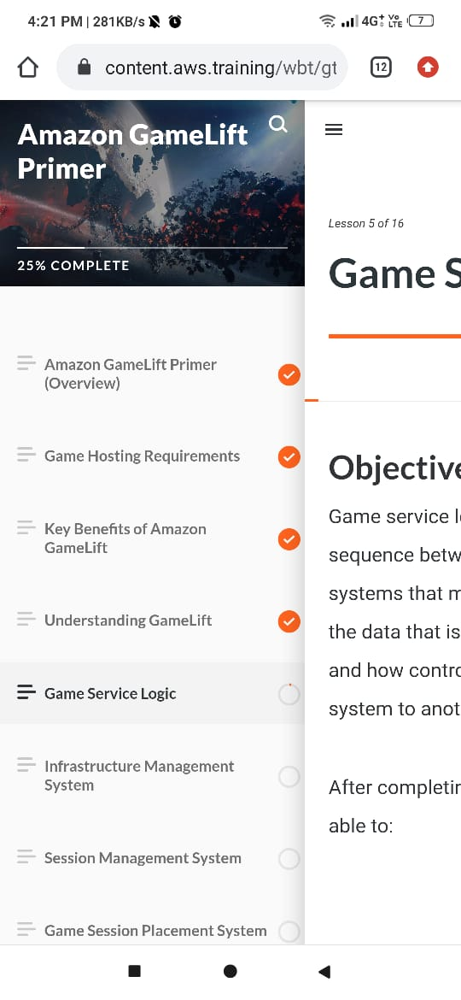 4:21 PM | 281KB/s
4G+ Vo LTE 7
content.aws.training/wbt/gt
12
Amazon GameLift
Primer
25% COMPLETE
Amazon GameLift Primer
(Overview)
Game Hosting Requirements
Key Benefits of Amazon
GameLift
Understanding GameLift
Game Service Logic
Infrastructure Management
System
Session Management System
Game Session Placement System
Lesson 5 of 16
Game S
Objective
Game service l
sequence betw
systems that m
the data that is
and how contro
system to anot
After completin
able to: